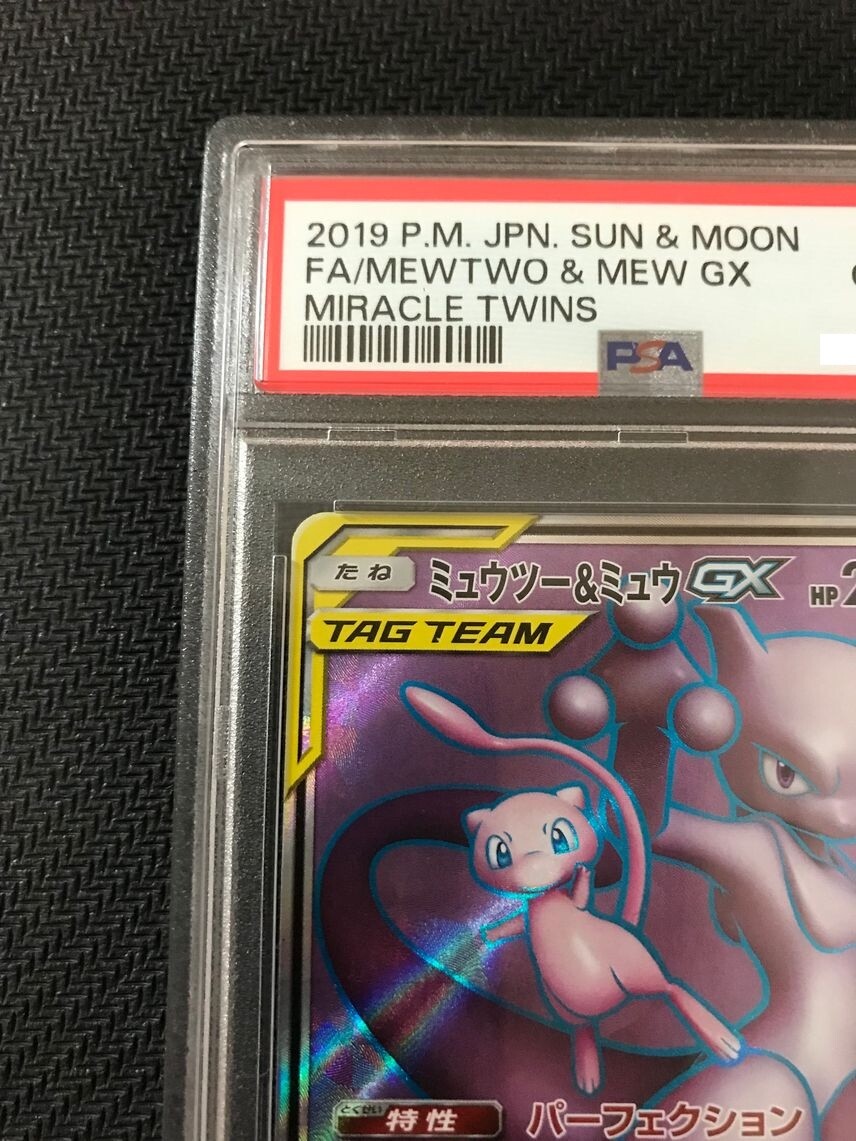 2019 P.M. JPN. SUN & MOON
FA/MEWTWO & MEW GX
MIRACLE TWINS
PSA
たね ミュウツー&ミュウGX HP
TAG TEAM
とくせい
特性 パーフェクション